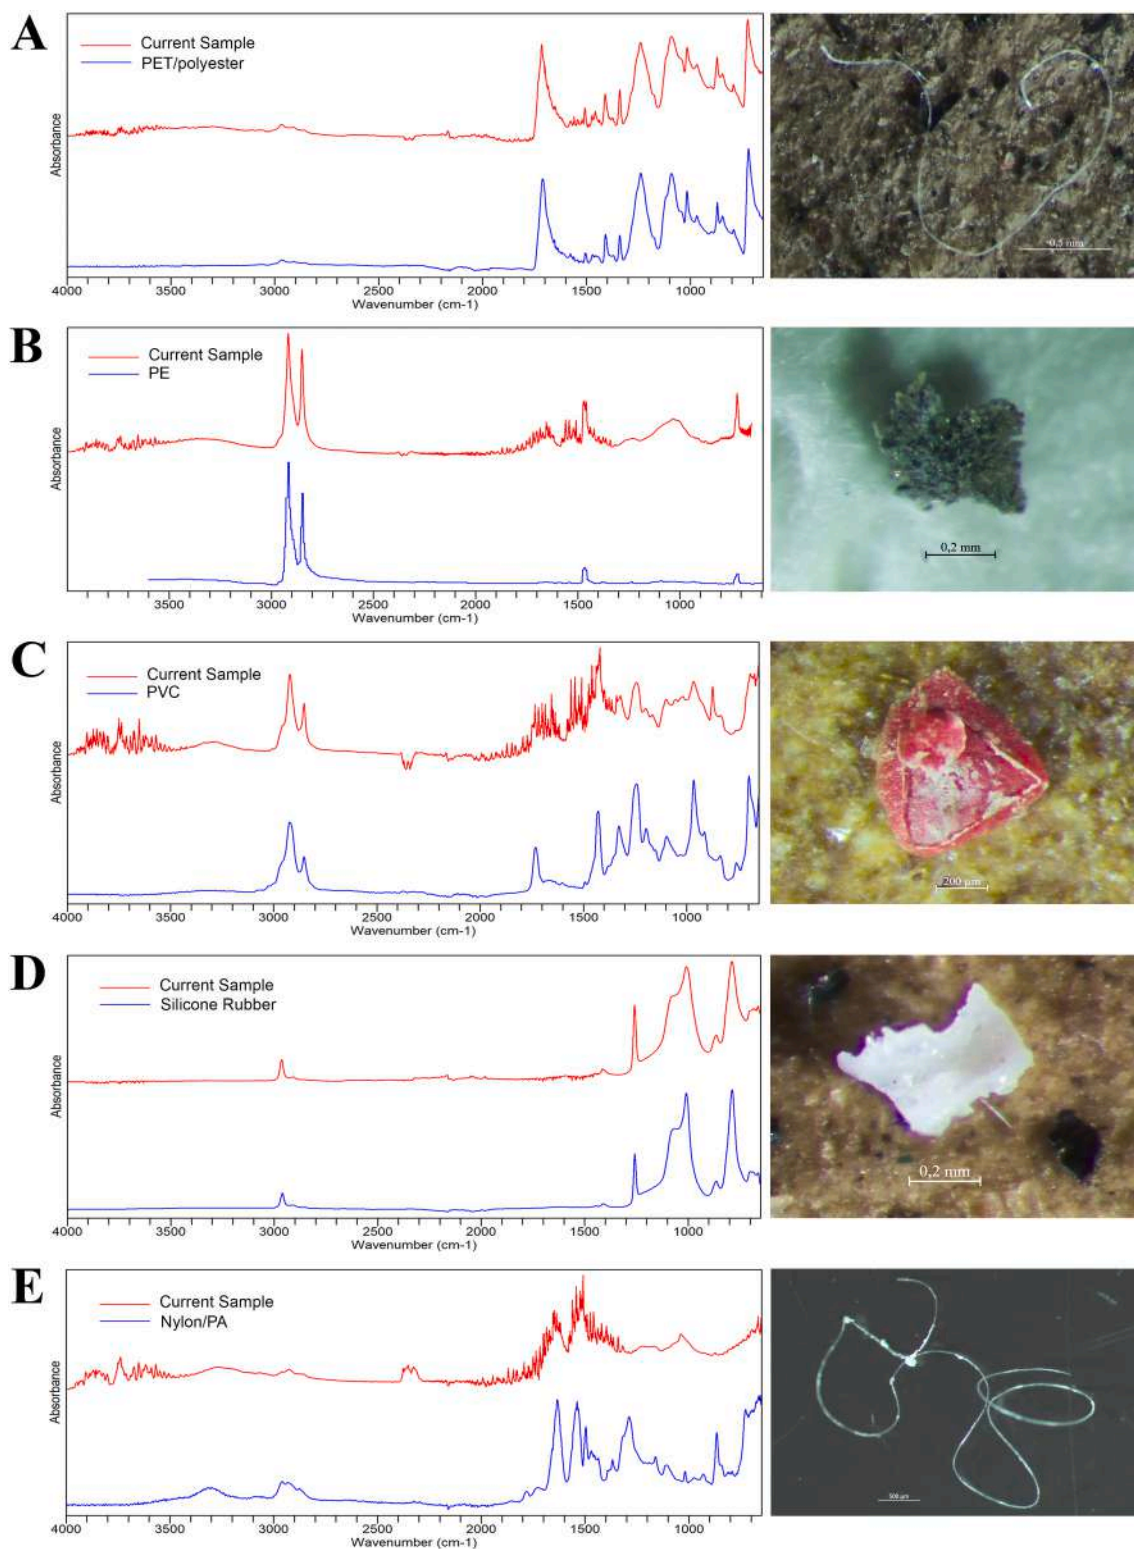 A
Current Sample
PET/polyester
Absorbance
4000 3000 2000 1000
Wavenumber (cm-1)
0.5 mm
B
Current Sample
PE
Absorbance
3500 3000 2500 2000 1500 1000
Wavenumber (cm-1)
0,2 mm
C
Current Sample
PVC
Absorbance
4000 3500 3000 2500 2000 1500 1000
Wavenumber (cm-1)
200 µm
D
Current Sample
Silicone Rubber
Absorbance
4000 3500 3000 2500 2000 1500 1000
Wavenumber (cm-1)
0,2 mm
E
Current Sample
Nylon/PA
Absorbance
4000 3500 3000 2500 2000 1500 1000
Wavenumber (cm-1)
500 µm